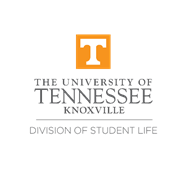 T
THE UNIVERSITY OF
TENNESSEE
KNOXVILLE
DIVISION OF STUDENT LIFE